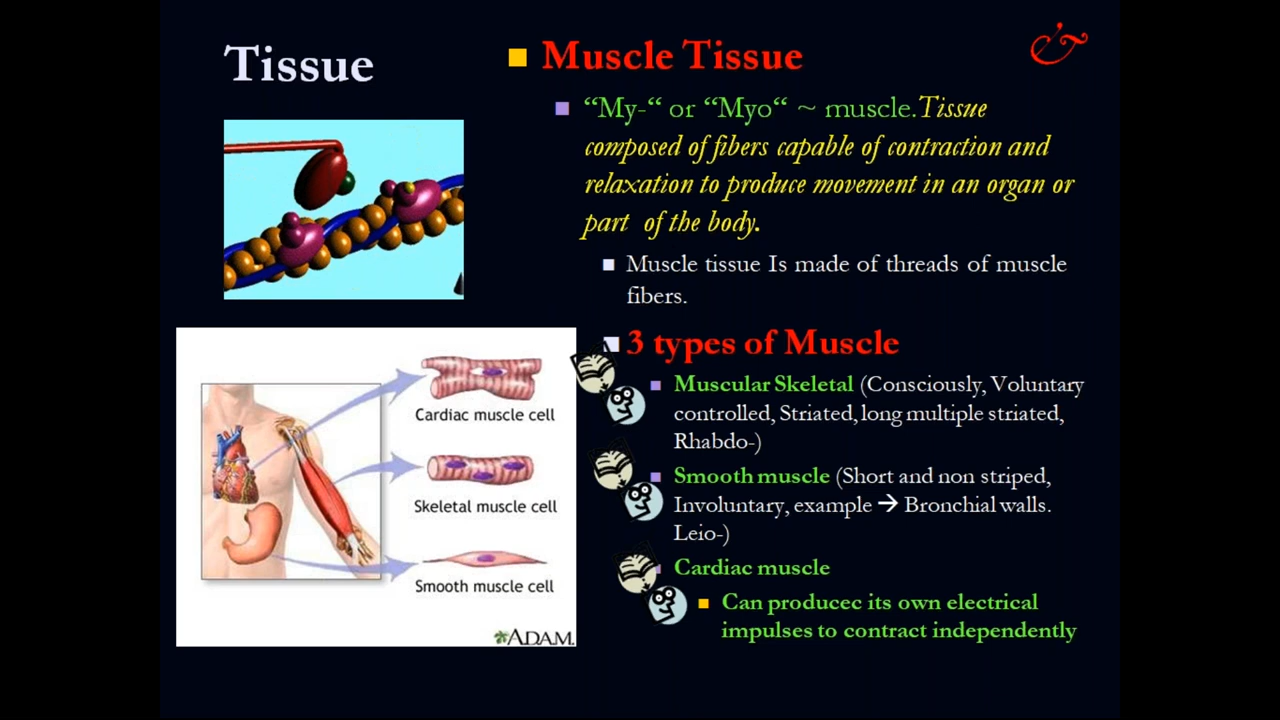 Tissue
Muscle Tissue
“My-“ or “Myo“ ~ muscle.Tissue
composed of fibers capable of contraction and
relaxation to produce movement in an organ or
part of the body.
Muscle tissue Is made of threads of muscle
fibers.
3 types of Muscle
Muscular Skeletal (Consciously, Voluntary
controlled, Striated, long multiple striated,
Rhabdo-)
Smooth muscle (Short and non striped,
Involuntary, example → Bronchial walls.
Leio-)
Cardiac muscle
Can producec its own electrical
impulses to contract independently
Cardiac muscle cell
Skeletal muscle cell
Smooth muscle cell
ADAM.